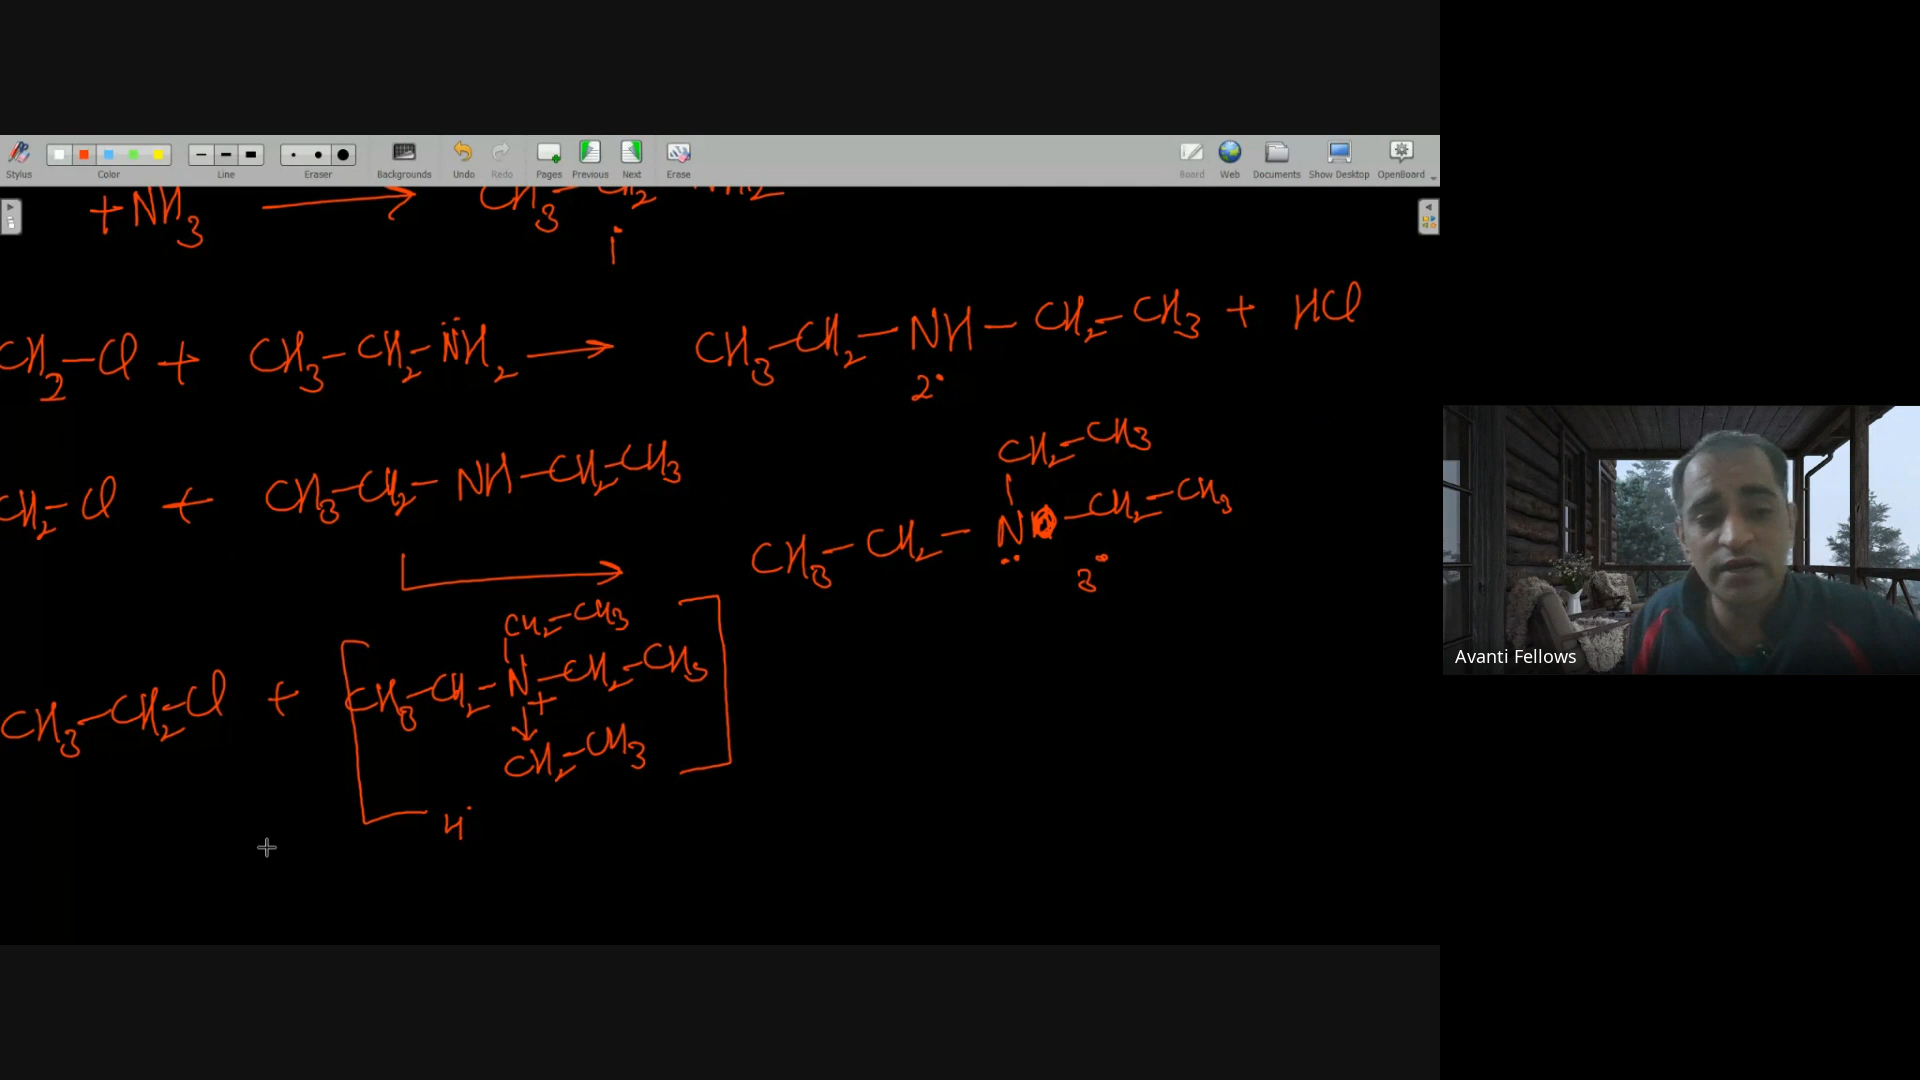 Stylus Color Line Eraser Backgrounds Undo Redo Pages Previous Next Erase Board Web Documents Show Desktop OpenBoard
+ NH3 → CH3-CH2-NH2
1°
CH2-Cl + CH3-CH2-N̈H2 → CH3-CH2-NH-CH2-CH3 + HCl
2°
CH2-Cl + CH3-CH2-NH-CH2-CH3
CH2-CH3
CH3-CH2-N-CH2-CH3
3°
CH2-CH3
CH3-CH2-Cl + [CH3-CH2-N-CH2-CH3]
+
↓
CH2-CH3
4°
Avanti Fellows